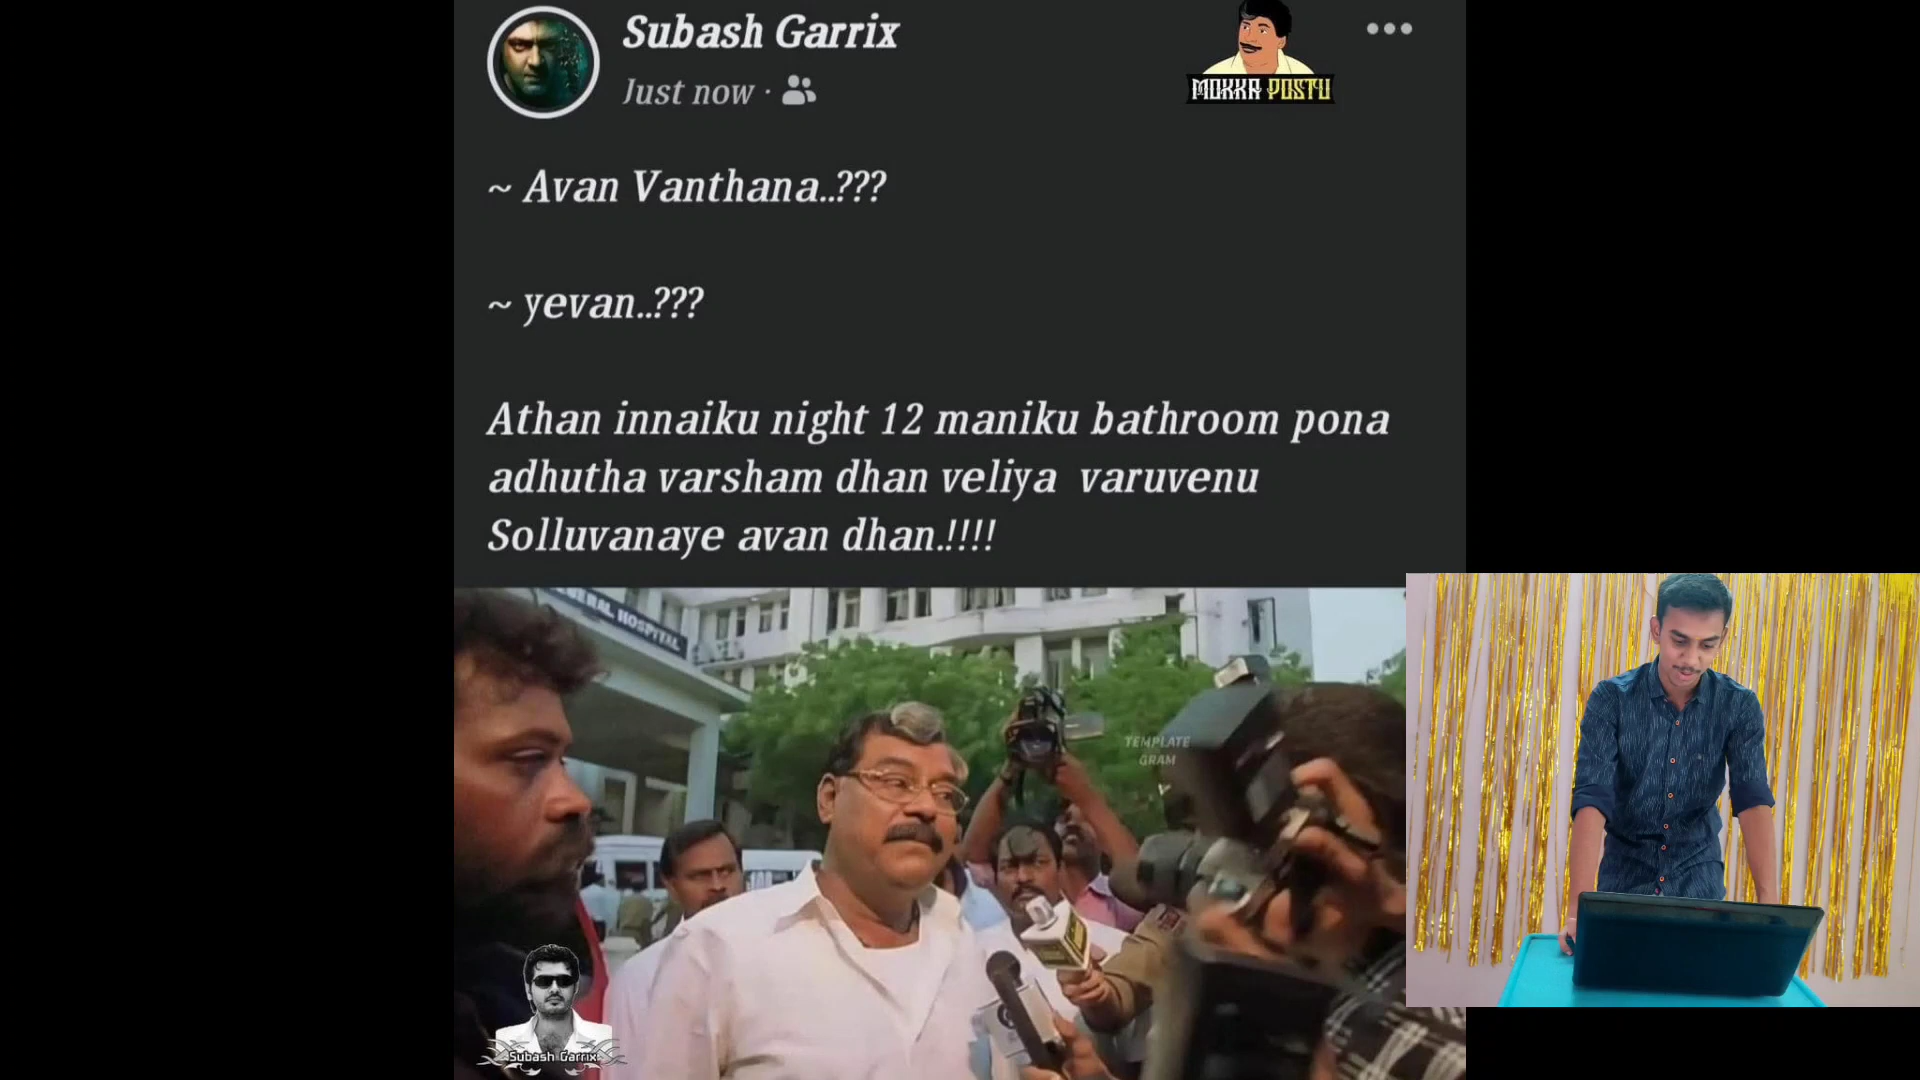 Subash Garrix
Just now ·
MOKKA POSTU
~ Avan Vanthana..???
~ yevan..???
Athan innaiku night 12 maniku bathroom pona
adhutha varsham dhan veliya varuvenu
Solluvanaye avan dhan.!!!!
HOSPITAL
TEMPLATE
GRAM
Subash Garrix